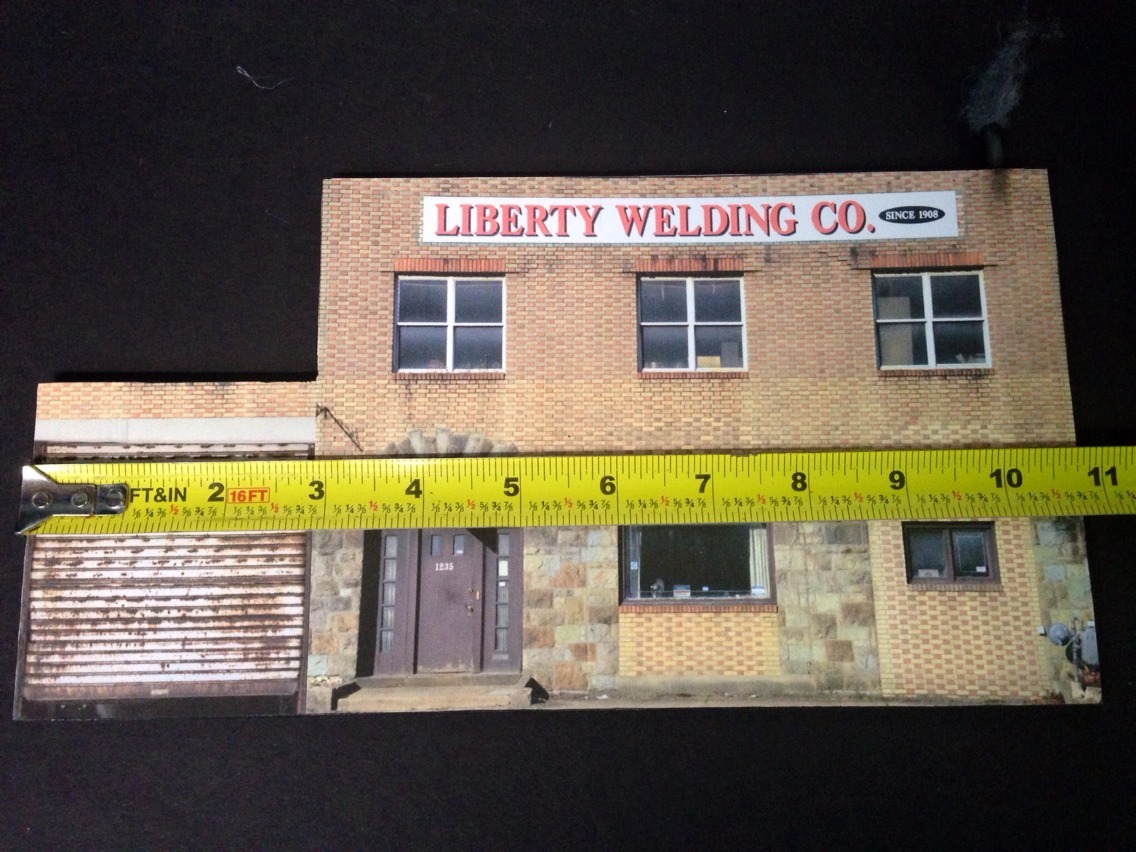 LIBERTY WELDING CO. SINCE 1908
FT&IN 2 16FT 3 4 5 6 7 8 9 10 11
1235